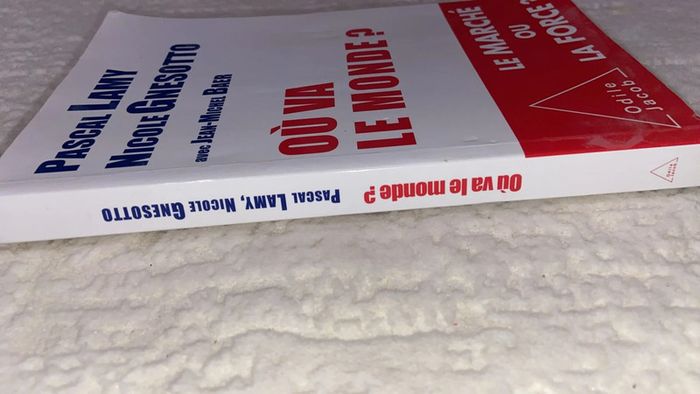 PASCAL LAMY
NICOLE GNESOTTO
avec JEAN-MICHEL BAER
OÙ VA
LE MONDE ?
LE MARCHÉ
OU
LA FORCE ?
Odile
Jacob
PASCAL LAMY, NICOLE GNESOTTO
Où va le monde ?